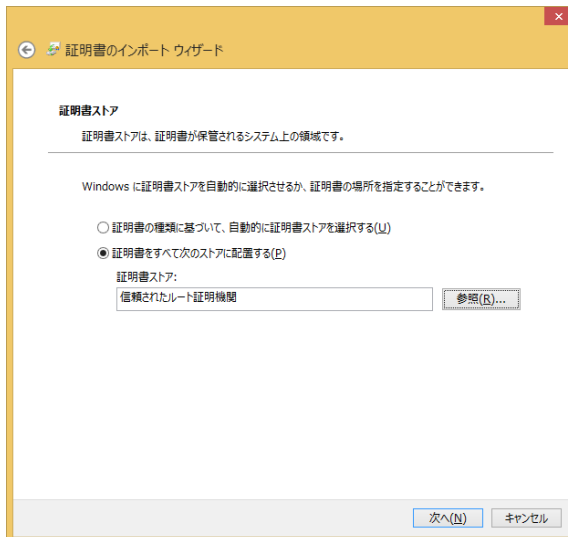 証明書のインポート ウィザード
証明書ストア
証明書ストアは、証明書が保管されるシステム上の領域です。
Windows に証明書ストアを自動的に選択させるか、証明書の場所を指定することができます。
証明書の種類に基づいて、自動的に証明書ストアを選択する(U)
証明書をすべて次のストアに配置する(P)
証明書ストア:
信頼されたルート証明機関
参照(R)...
次へ(N)
キャンセル